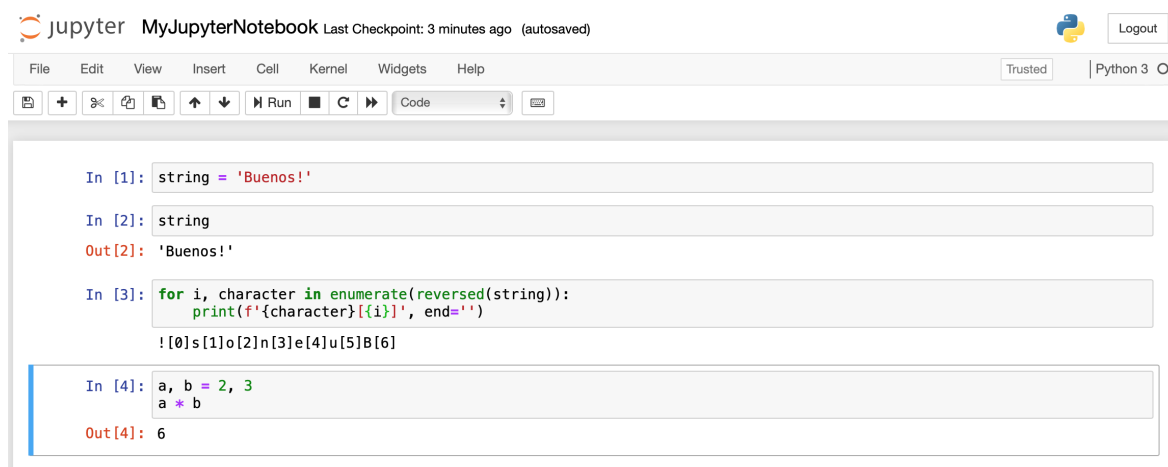 jupyter MyJupyterNotebook Last Checkpoint: 3 minutes ago (autosaved) Logout
File Edit View Insert Cell Kernel Widgets Help Trusted Python 3
Run Code
In [1]: string = 'Buenos!'
In [2]: string
Out[2]: 'Buenos!'
In [3]: for i, character in enumerate(reversed(string)):
    print(f'{character}[{i}]', end='')
![0]s[1]o[2]n[3]e[4]u[5]B[6]
In [4]: a, b = 2, 3
a * b
Out[4]: 6